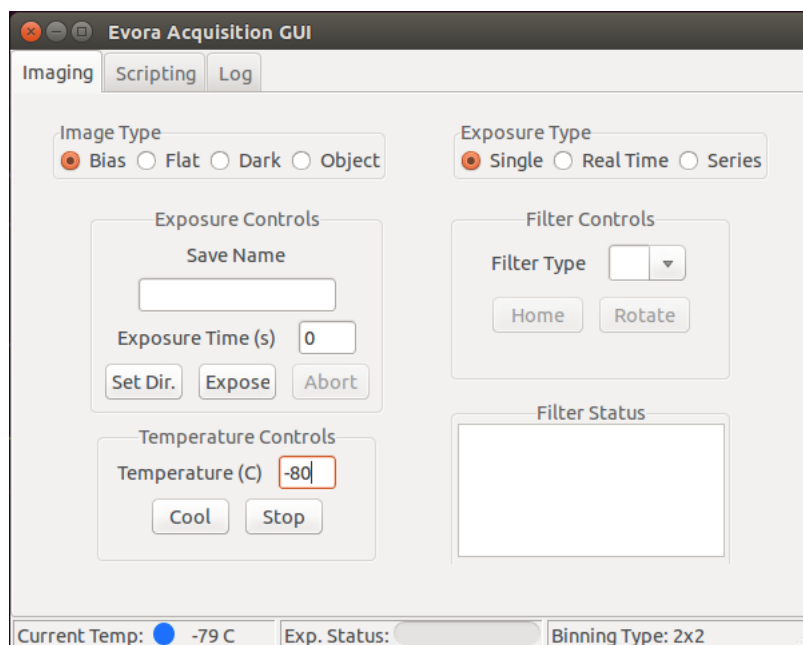 Evora Acquisition GUI
Imaging Scripting Log
Image Type
Bias Flat Dark Object
Exposure Type
Single Real Time Series
Exposure Controls
Save Name
Exposure Time (s) 0
Set Dir. Expose Abort
Filter Controls
Filter Type
Home Rotate
Temperature Controls
Temperature (C) -80
Cool Stop
Filter Status
Current Temp: -79 C Exp. Status: Binning Type: 2x2